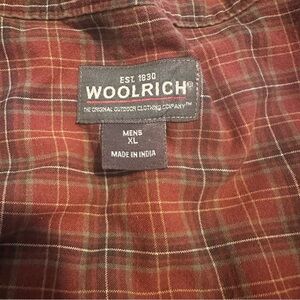 EST. 1830
WOOLRICH®
THE ORIGINAL OUTDOOR CLOTHING COMPANY™
MENS
XL
MADE IN INDIA